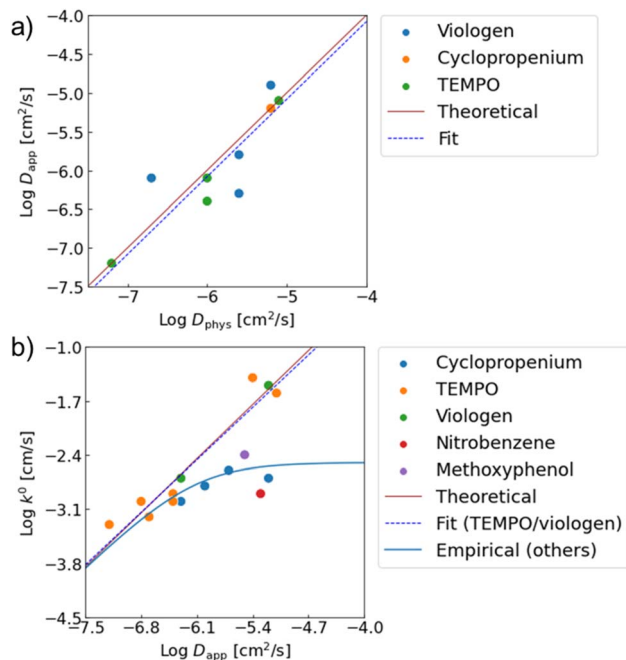 a)
−4.0
−4.5
−5.0
−5.5
−6.0
−6.5
−7.0
−7.5
Log Dapp [cm²/s]
−7
−6
−5
−4
Log Dphys [cm²/s]
Viologen
Cyclopropenium
TEMPO
Theoretical
Fit
b)
−1.0
−1.7
−2.4
−3.1
−3.8
−4.5
Log k⁰ [cm/s]
−7.5
−6.8
−6.1
−5.4
−4.7
−4.0
Log Dapp [cm²/s]
Cyclopropenium
TEMPO
Viologen
Nitrobenzene
Methoxyphenol
Theoretical
Fit (TEMPO/viologen)
Empirical (others)